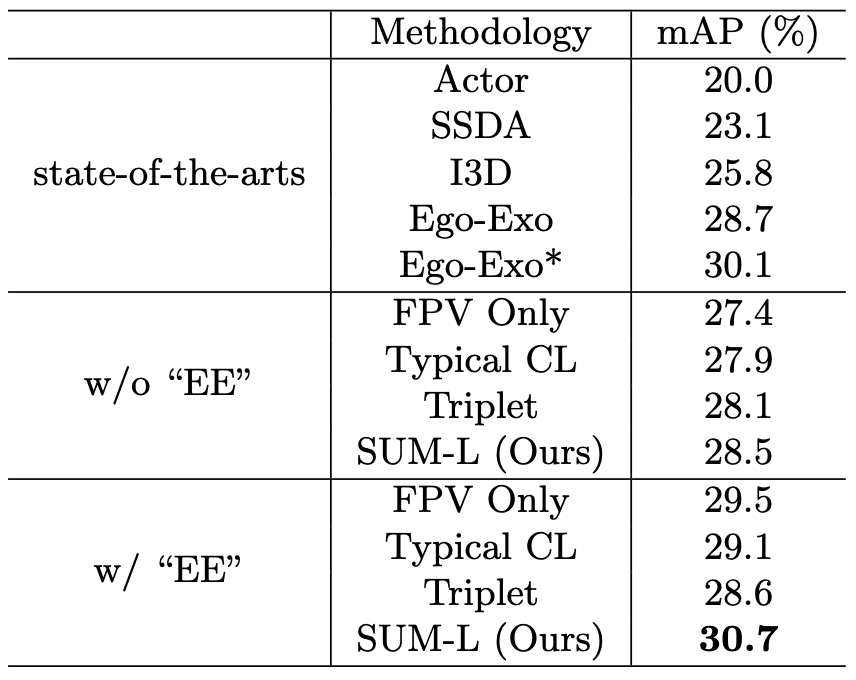 Methodology mAP (%)
Actor 20.0
SSDA 23.1
state-of-the-arts I3D 25.8
Ego-Exo 28.7
Ego-Exo* 30.1
FPV Only 27.4
Typical CL 27.9
w/o “EE”
Triplet 28.1
SUM-L (Ours) 28.5
FPV Only 29.5
Typical CL 29.1
w/ “EE”
Triplet 28.6
SUM-L (Ours) 30.7